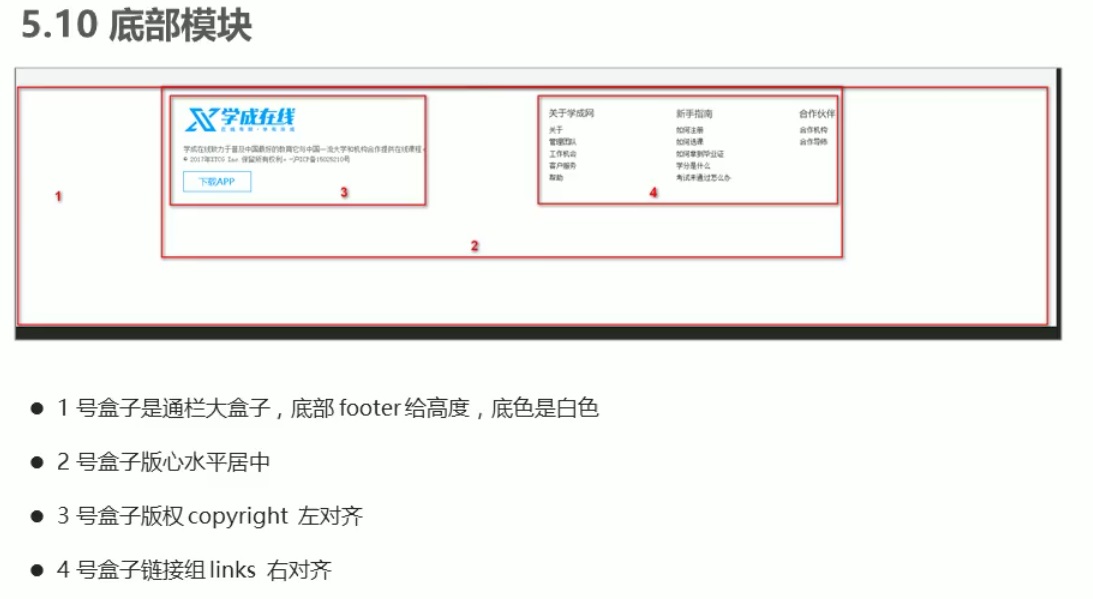 5.10 底部模块
学成在线
关于学成网 新手指南 合作伙伴
关于 如何注册 合作机构
管理团队 如何选课 合作导师
工作机会 如何拿到毕业证
客户服务 学分是什么
帮助 考试未通过怎么办
学成在线致力于普及中国最好的教育它与中国一流大学和机构合作提供在线课程
© 2017年XTCG Inc.保留所有权利。-沪ICP备15025210号
下载APP
1
2
3
4
● 1 号盒子是通栏大盒子，底部 footer 给高度，底色是白色
● 2 号盒子版心水平居中
● 3 号盒子版权 copyright 左对齐
● 4 号盒子链接组 links 右对齐